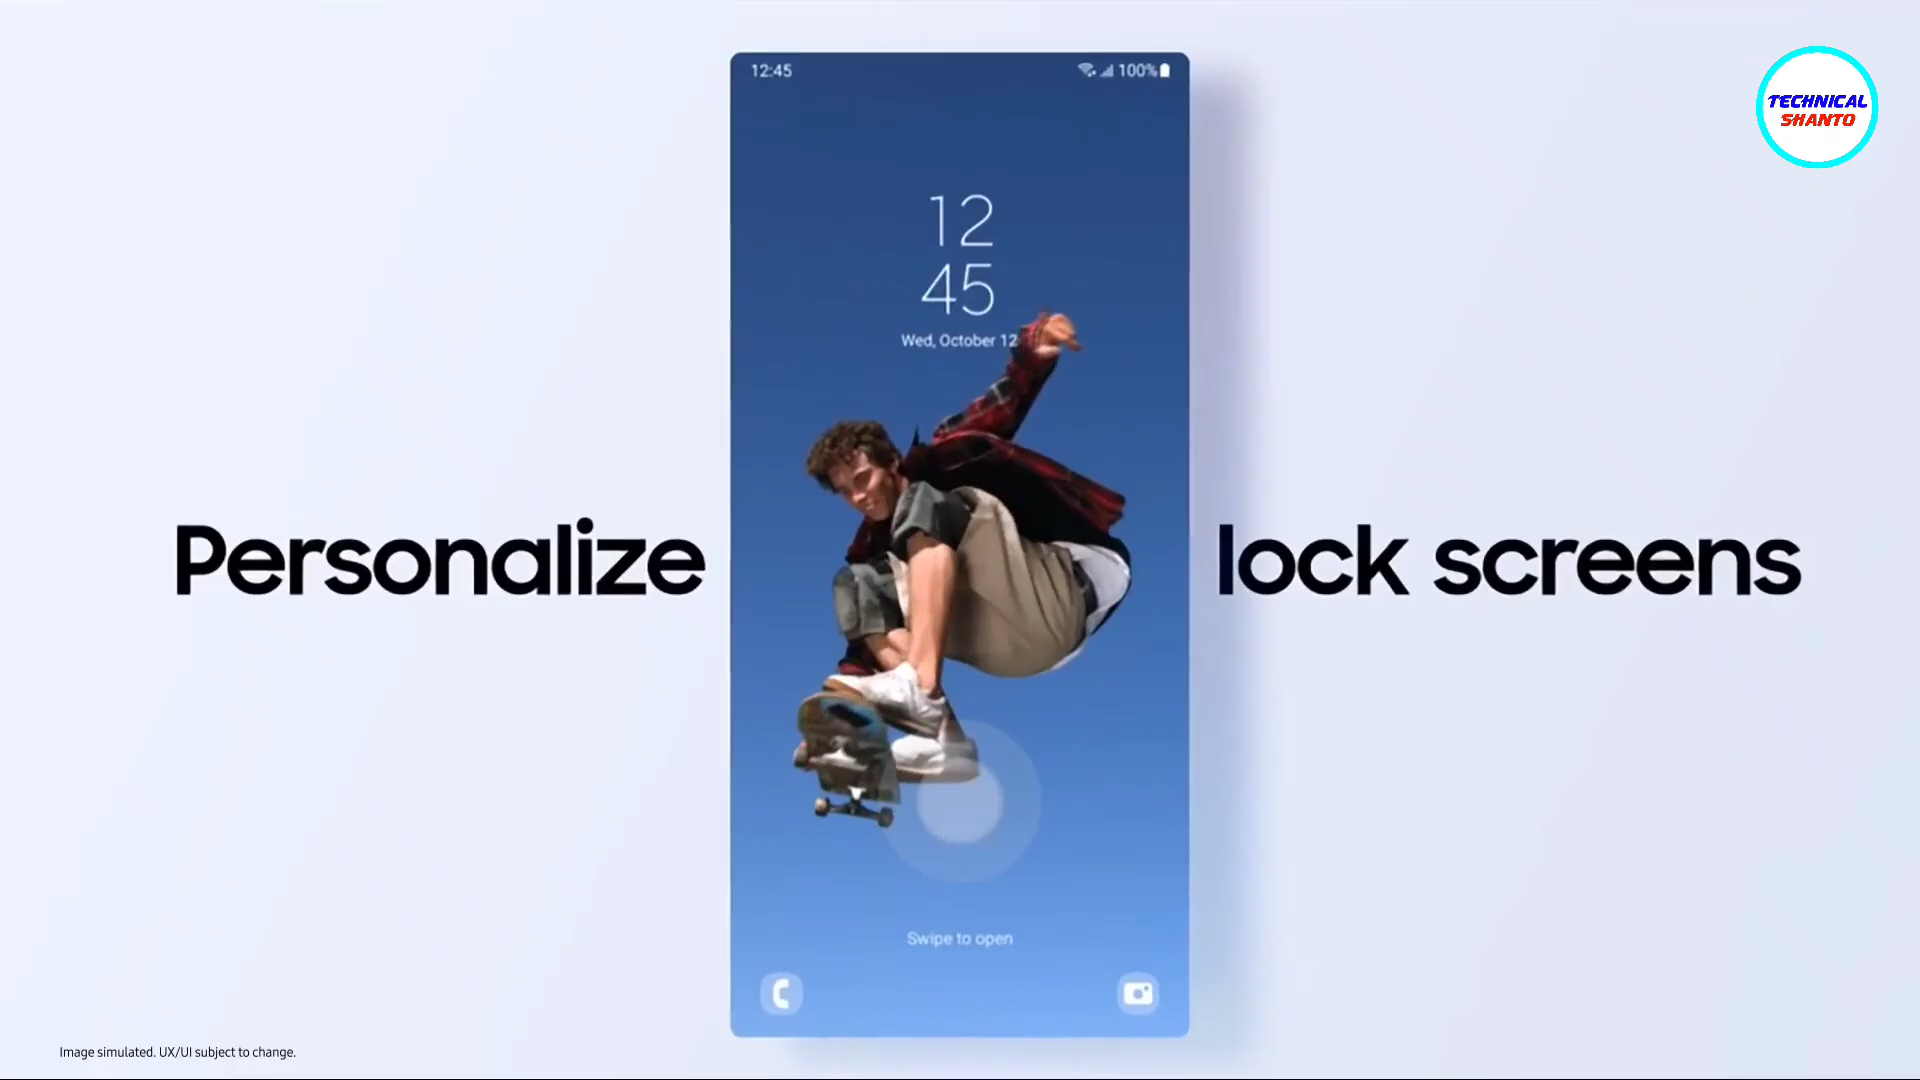 12:45
100%
TECHNICAL
SHANTO
12
45
Wed, October 12
Personalize
lock screens
Swipe to open
Image simulated. UX/UI subject to change.